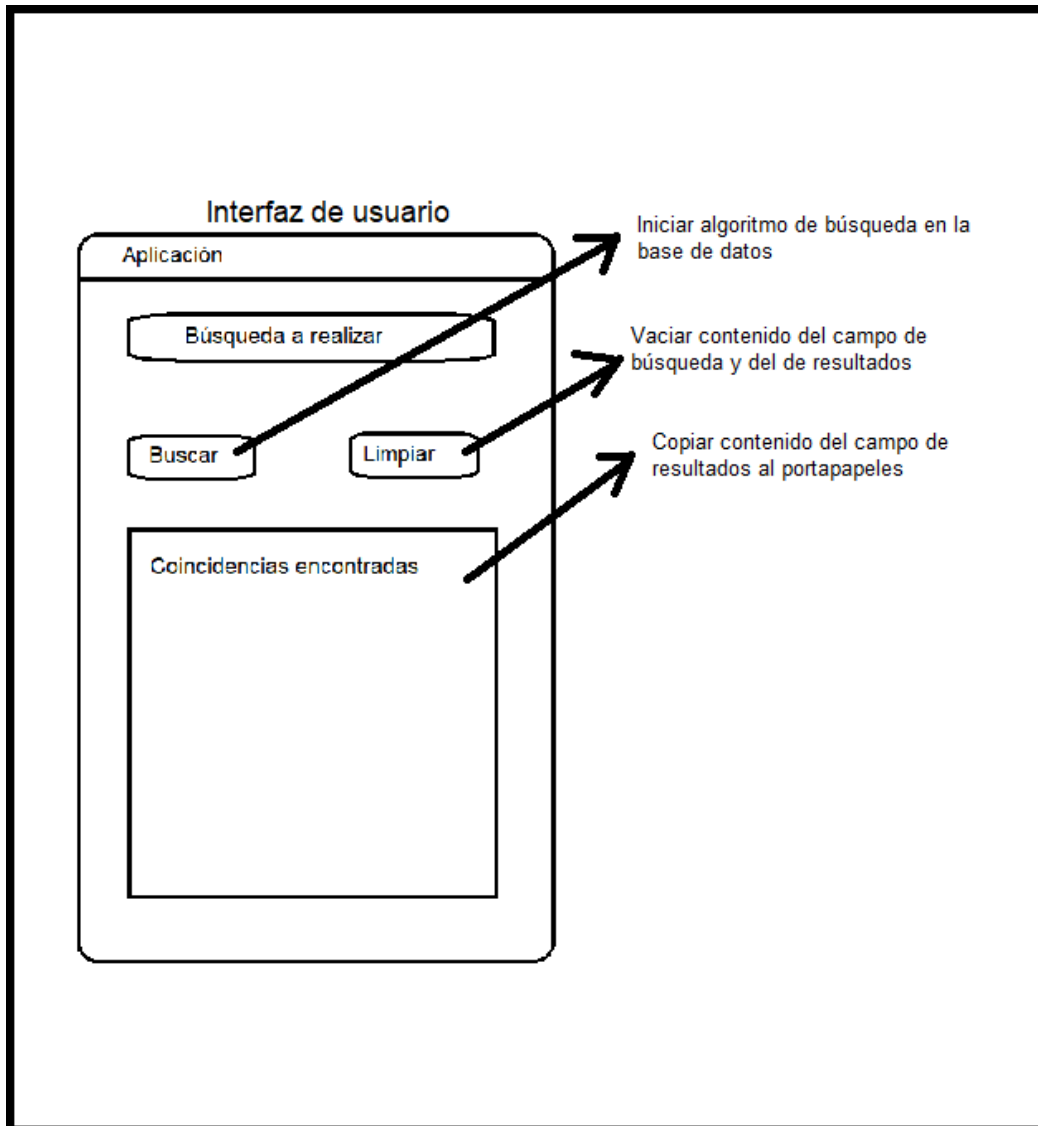 Interfaz de usuario
Aplicación
Búsqueda a realizar
Buscar
Limpiar
Coincidencias encontradas
Iniciar algoritmo de búsqueda en la
base de datos
Vaciar contenido del campo de
búsqueda y del de resultados
Copiar contenido del campo de
resultados al portapapeles